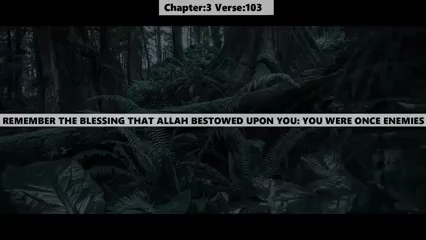 Chapter:3 Verse:103
REMEMBER THE BLESSING THAT ALLAH BESTOWED UPON YOU: YOU WERE ONCE ENEMIES